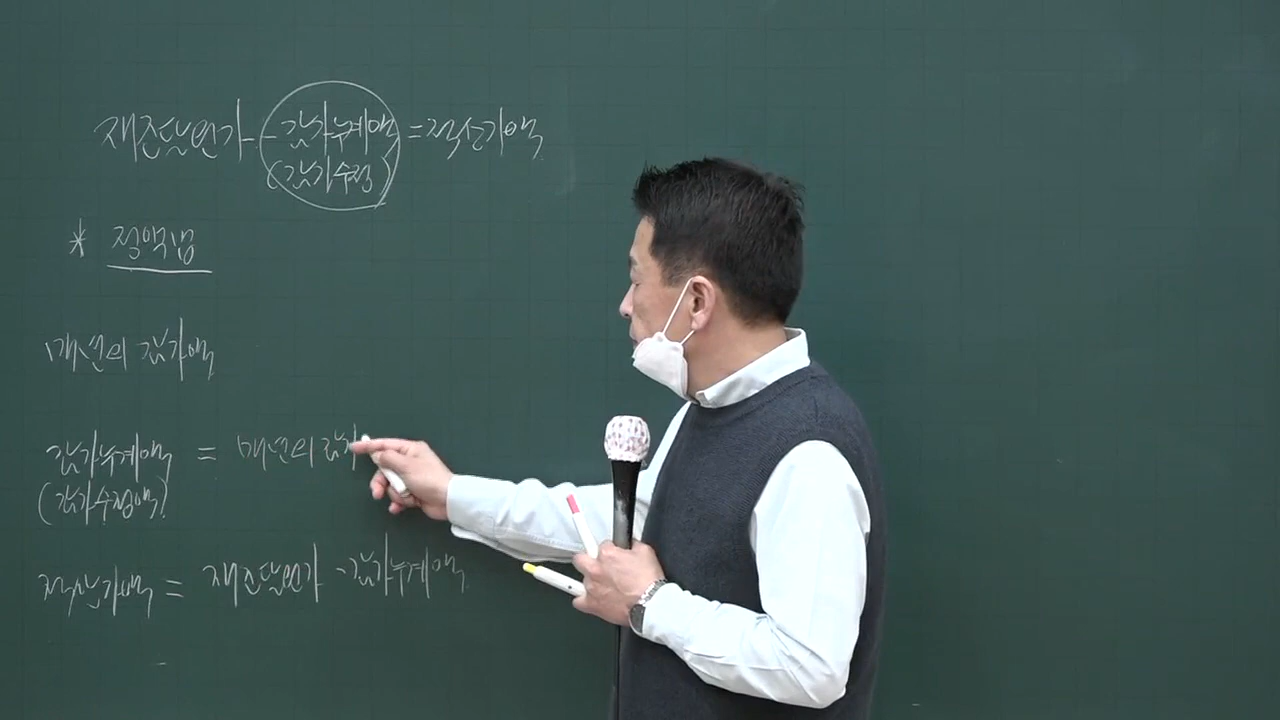 재조달원가 - 감가누계액 = 적산가액
(감가수정)
* 정액법
매년의 감가액
감가누계액 = 매년의 감가
(감가수정액)
적산가액 = 재조달원가 - 감가누계액